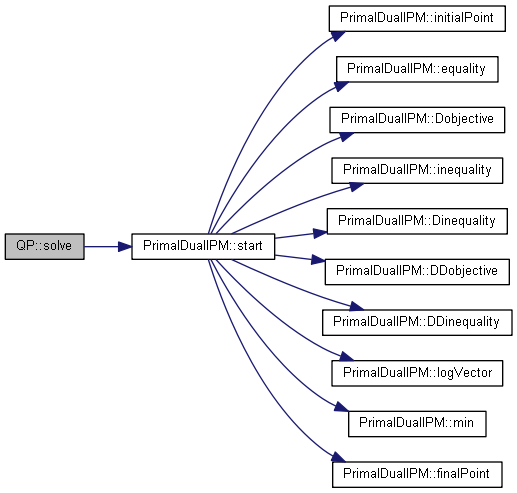 PrimalDualIPM::initialPoint
PrimalDualIPM::equality
PrimalDualIPM::Dobjective
PrimalDualIPM::inequality
PrimalDualIPM::Dinequality
QP::solve
PrimalDualIPM::start
PrimalDualIPM::DDobjective
PrimalDualIPM::DDinequality
PrimalDualIPM::logVector
PrimalDualIPM::min
PrimalDualIPM::finalPoint